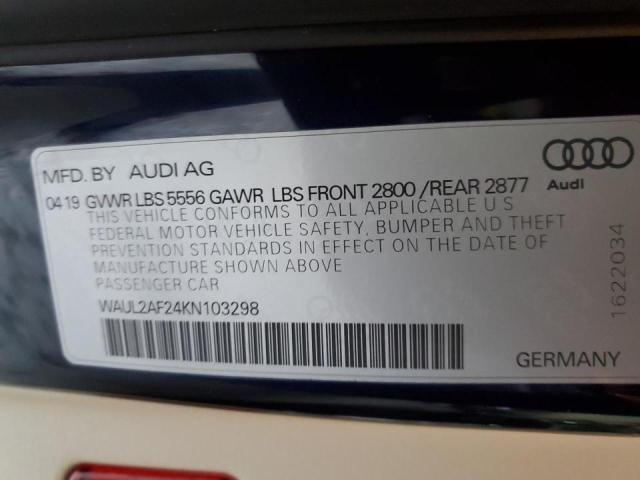 MFD. BY AUDI AG
04 19 GVWR LBS 5556 GAWR LBS FRONT 2800 /REAR 2877
THIS VEHICLE CONFORMS TO ALL APPLICABLE U S
FEDERAL MOTOR VEHICLE SAFETY, BUMPER AND THEFT
PREVENTION STANDARDS IN EFFECT ON THE DATE OF
MANUFACTURE SHOWN ABOVE
PASSENGER CAR
WAUL2AF24KN103298
Audi
1622034
GERMANY